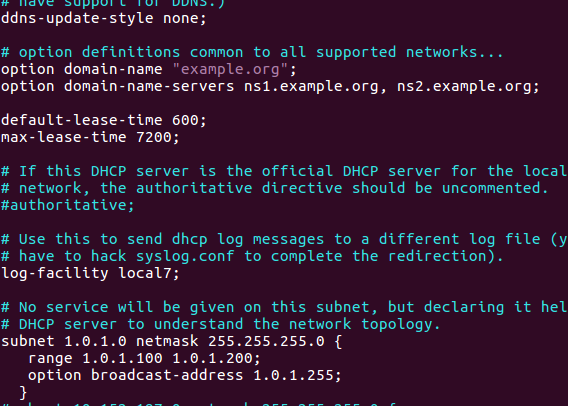 # have support for DDNS.)
ddns-update-style none;
# option definitions common to all supported networks...
option domain-name "example.org";
option domain-name-servers ns1.example.org, ns2.example.org;
default-lease-time 600;
max-lease-time 7200;
# If this DHCP server is the official DHCP server for the local
# network, the authoritative directive should be uncommented.
#authoritative;
# Use this to send dhcp log messages to a different log file (y
# have to hack syslog.conf to complete the redirection).
log-facility local7;
# No service will be given on this subnet, but declaring it hel
# DHCP server to understand the network topology.
subnet 1.0.1.0 netmask 255.255.255.0 {
range 1.0.1.100 1.0.1.200;
option broadcast-address 1.0.1.255;
}